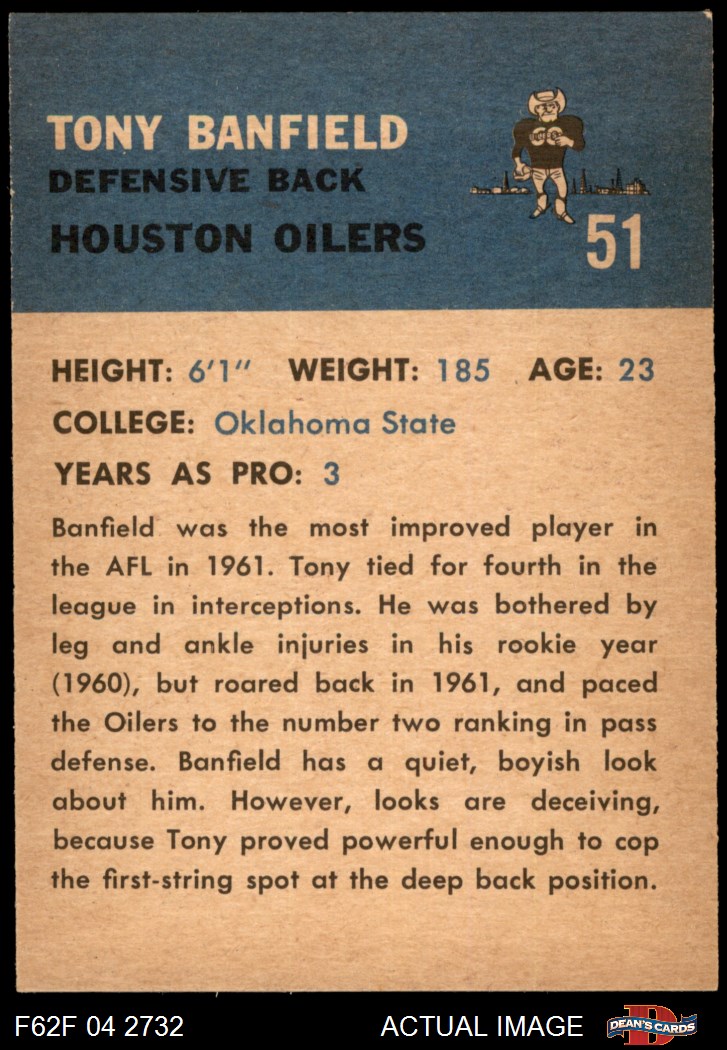 TONY BANFIELD
DEFENSIVE BACK
HOUSTON OILERS
51
HEIGHT: 6'1" WEIGHT: 185 AGE: 23
COLLEGE: Oklahoma State
YEARS AS PRO: 3
Banfield was the most improved player in
the AFL in 1961. Tony tied for fourth in the
league in interceptions. He was bothered by
leg and ankle injuries in his rookie year
(1960), but roared back in 1961, and paced
the Oilers to the number two ranking in pass
defense. Banfield has a quiet, boyish look
about him. However, looks are deceiving,
because Tony proved powerful enough to cop
the first-string spot at the deep back position.
F62F 04 2732 ACTUAL IMAGE DEAN'S CARDS